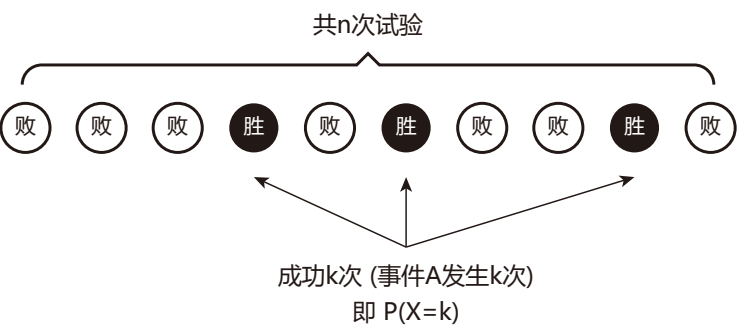 共n次试验
败 败 败 胜 败 胜 败 败 胜 败
成功k次 (事件A发生k次)
即 P(X=k)